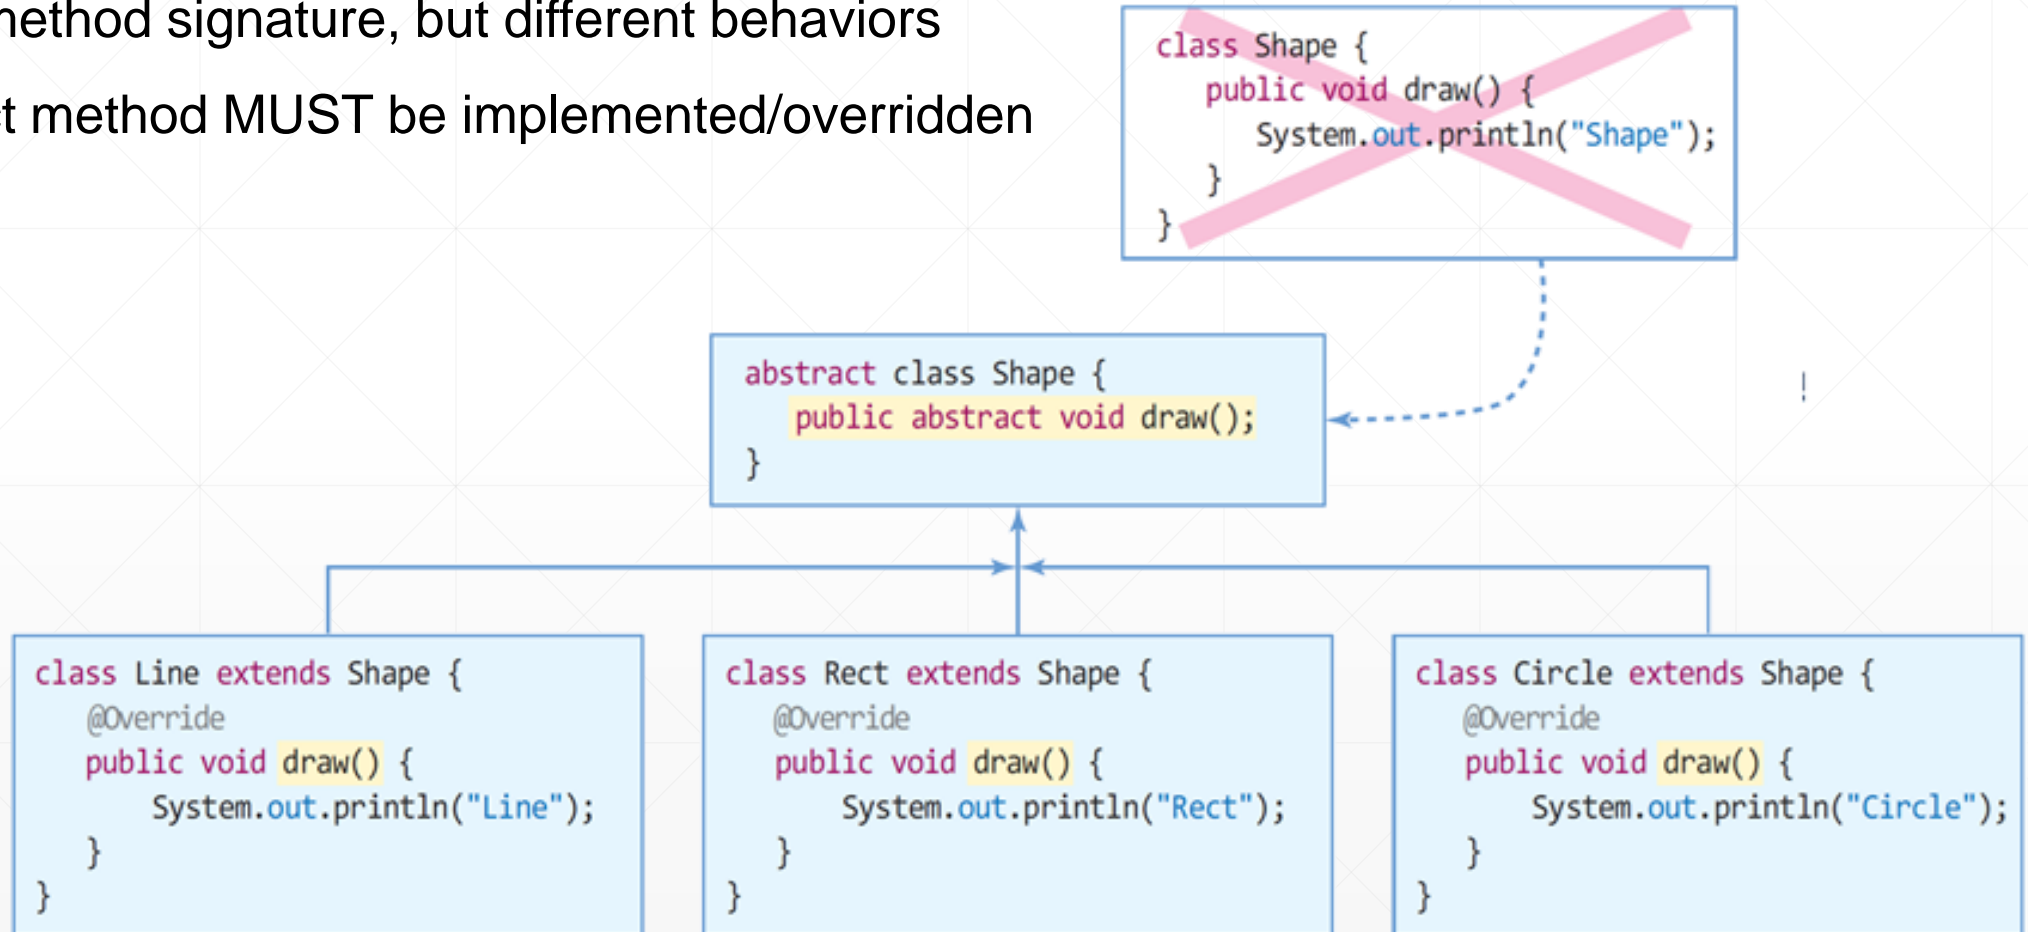 method signature, but different behaviors
ct method MUST be implemented/overridden
class Shape {
public void draw() {
System.out.println("Shape");
}
}
abstract class Shape {
public abstract void draw();
}
!
class Line extends Shape {
@Override
public void draw() {
System.out.println("Line");
}
}
class Rect extends Shape {
@Override
public void draw() {
System.out.println("Rect");
}
}
class Circle extends Shape {
@Override
public void draw() {
System.out.println("Circle");
}
}